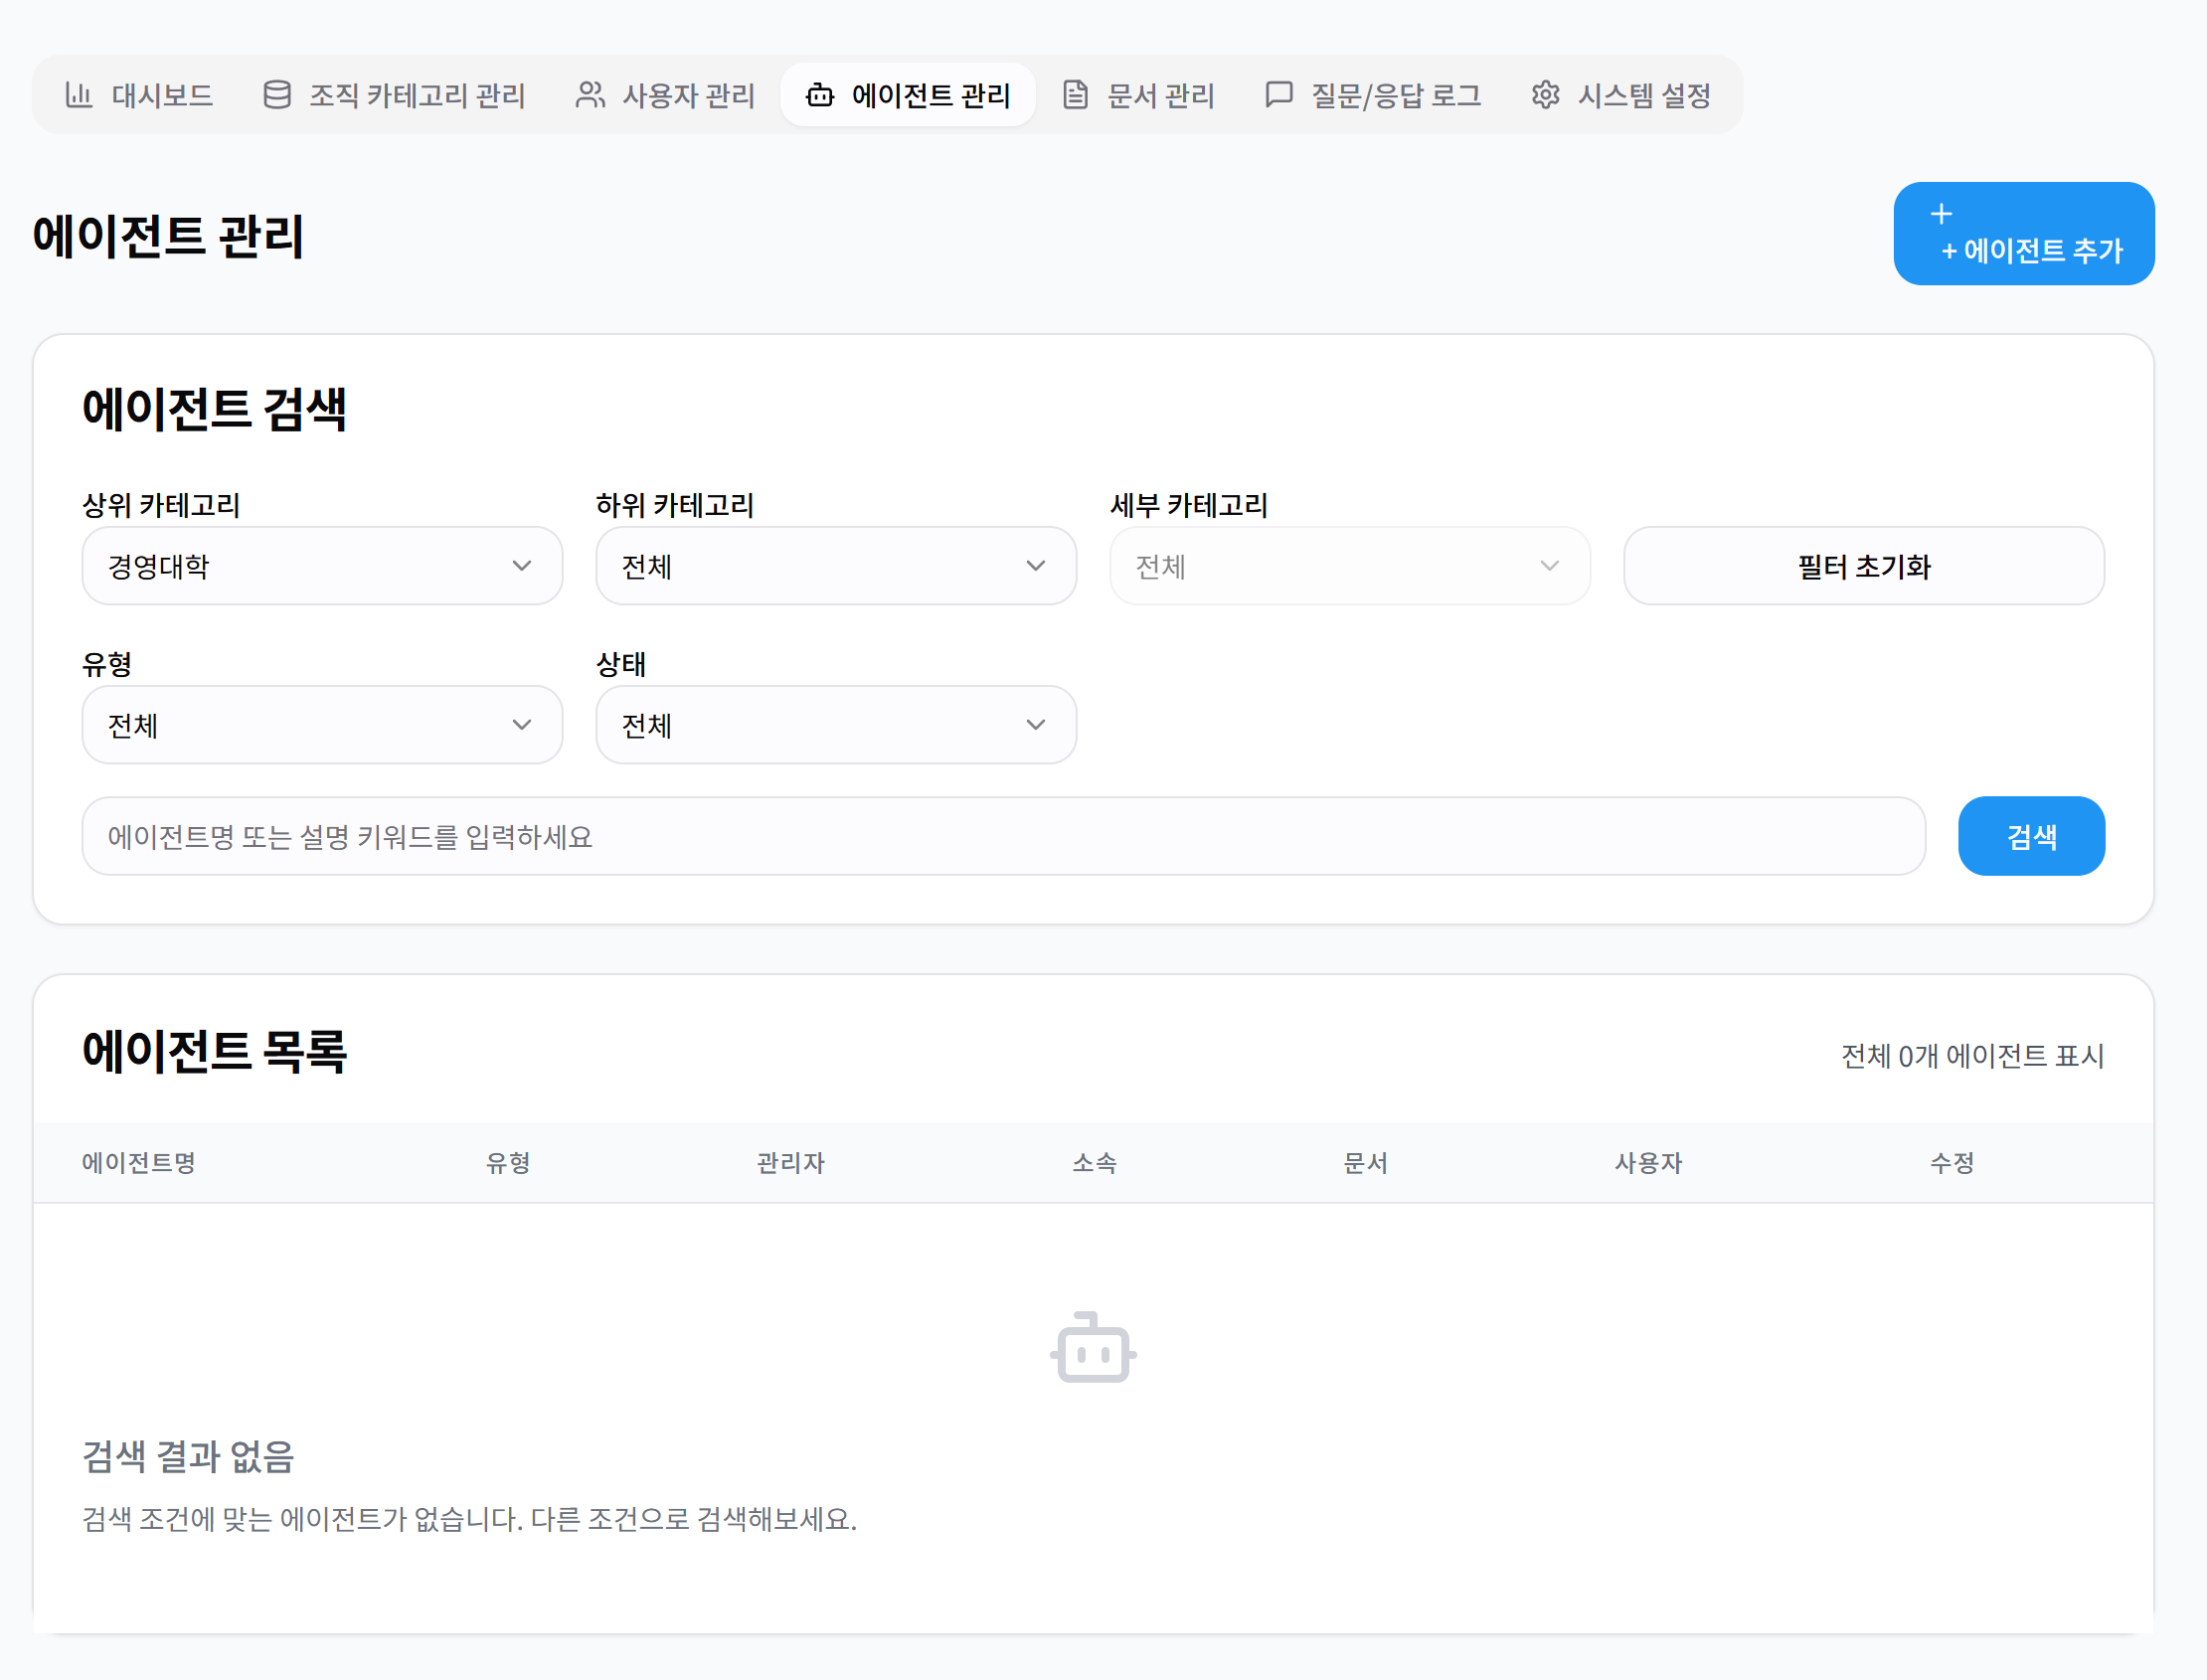 대시보드 조직 카테고리 관리 사용자 관리 에이전트 관리 문서 관리 질문/응답 로그 시스템 설정
에이전트 관리
+ 에이전트 추가
에이전트 검색
상위 카테고리 하위 카테고리 세부 카테고리
경영대학 전체 전체 필터 초기화
유형 상태
전체 전체
에이전트명 또는 설명 키워드를 입력하세요 검색
에이전트 목록 전체 0개 에이전트 표시
에이전트명 유형 관리자 소속 문서 사용자 수정
검색 결과 없음
검색 조건에 맞는 에이전트가 없습니다. 다른 조건으로 검색해보세요.